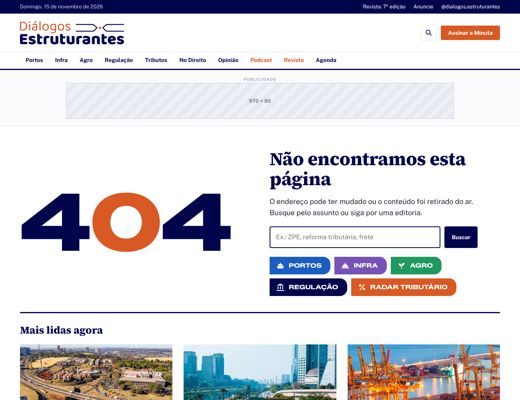 Domingo, 15 de novembro de 2026
Revista: 7ª edição
Anuncie
@dialogos.estruturantes
Diálogos
Estruturantes
Assinar a Minuta
Portos
Infra
Agro
Regulação
Tributos
No Direito
Opinião
Podcast
Revista
Agenda
PUBLICIDADE
970 × 90
404
Não encontramos esta
página
O endereço pode ter mudado ou o conteúdo foi retirado do ar.
Busque pelo assunto ou siga por uma editoria.
Ex.: ZPE, reforma tributária, frete
Buscar
PORTOS
INFRA
AGRO
REGULAÇÃO
RADAR TRIBUTÁRIO
Mais lidas agora